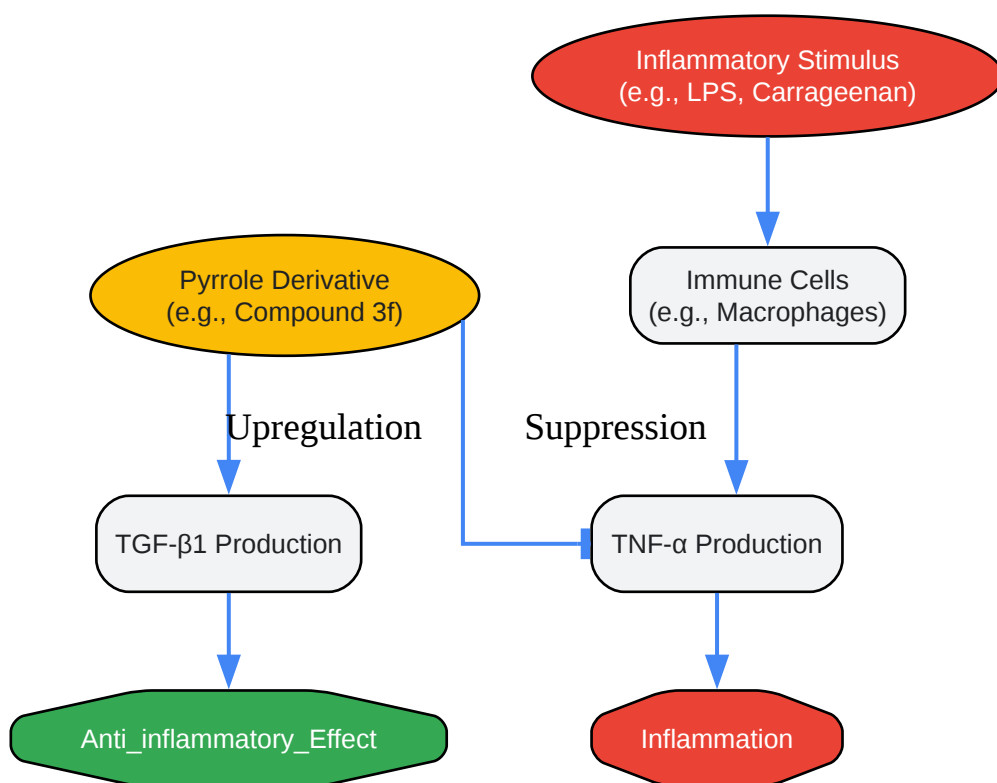 Inflammatory Stimulus
(e.g., LPS, Carrageenan)
Pyrrole Derivative
(e.g., Compound 3f)
Immune Cells
(e.g., Macrophages)
Upregulation
Suppression
TGF-β1 Production
TNF-α Production
Anti_inflammatory_Effect
Inflammation